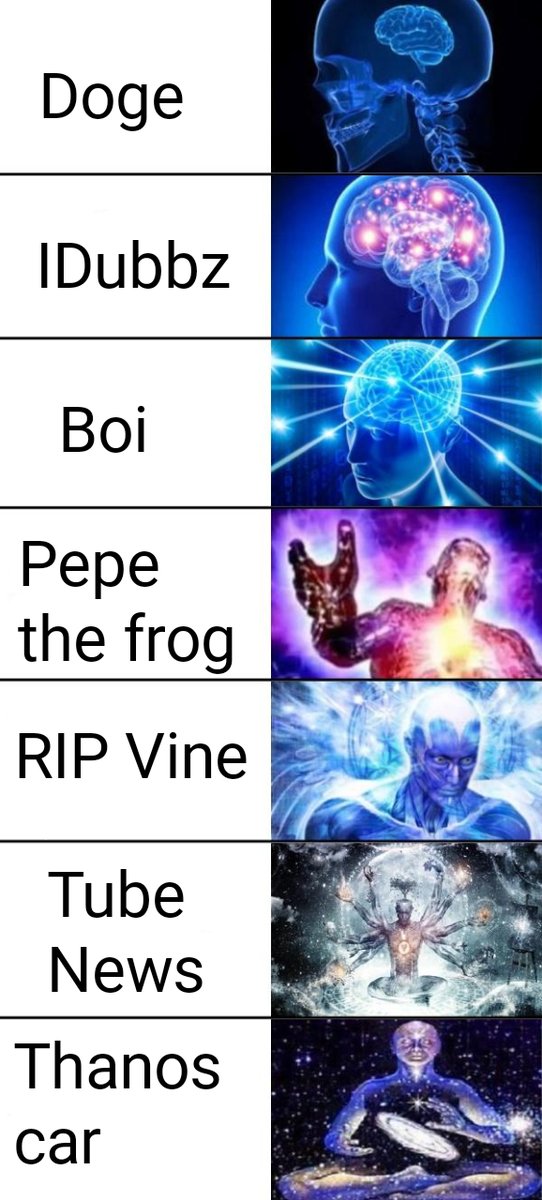 Doge
IDubbz
Boi
Pepe
the frog
RIP Vine
Tube
News
Thanos
car